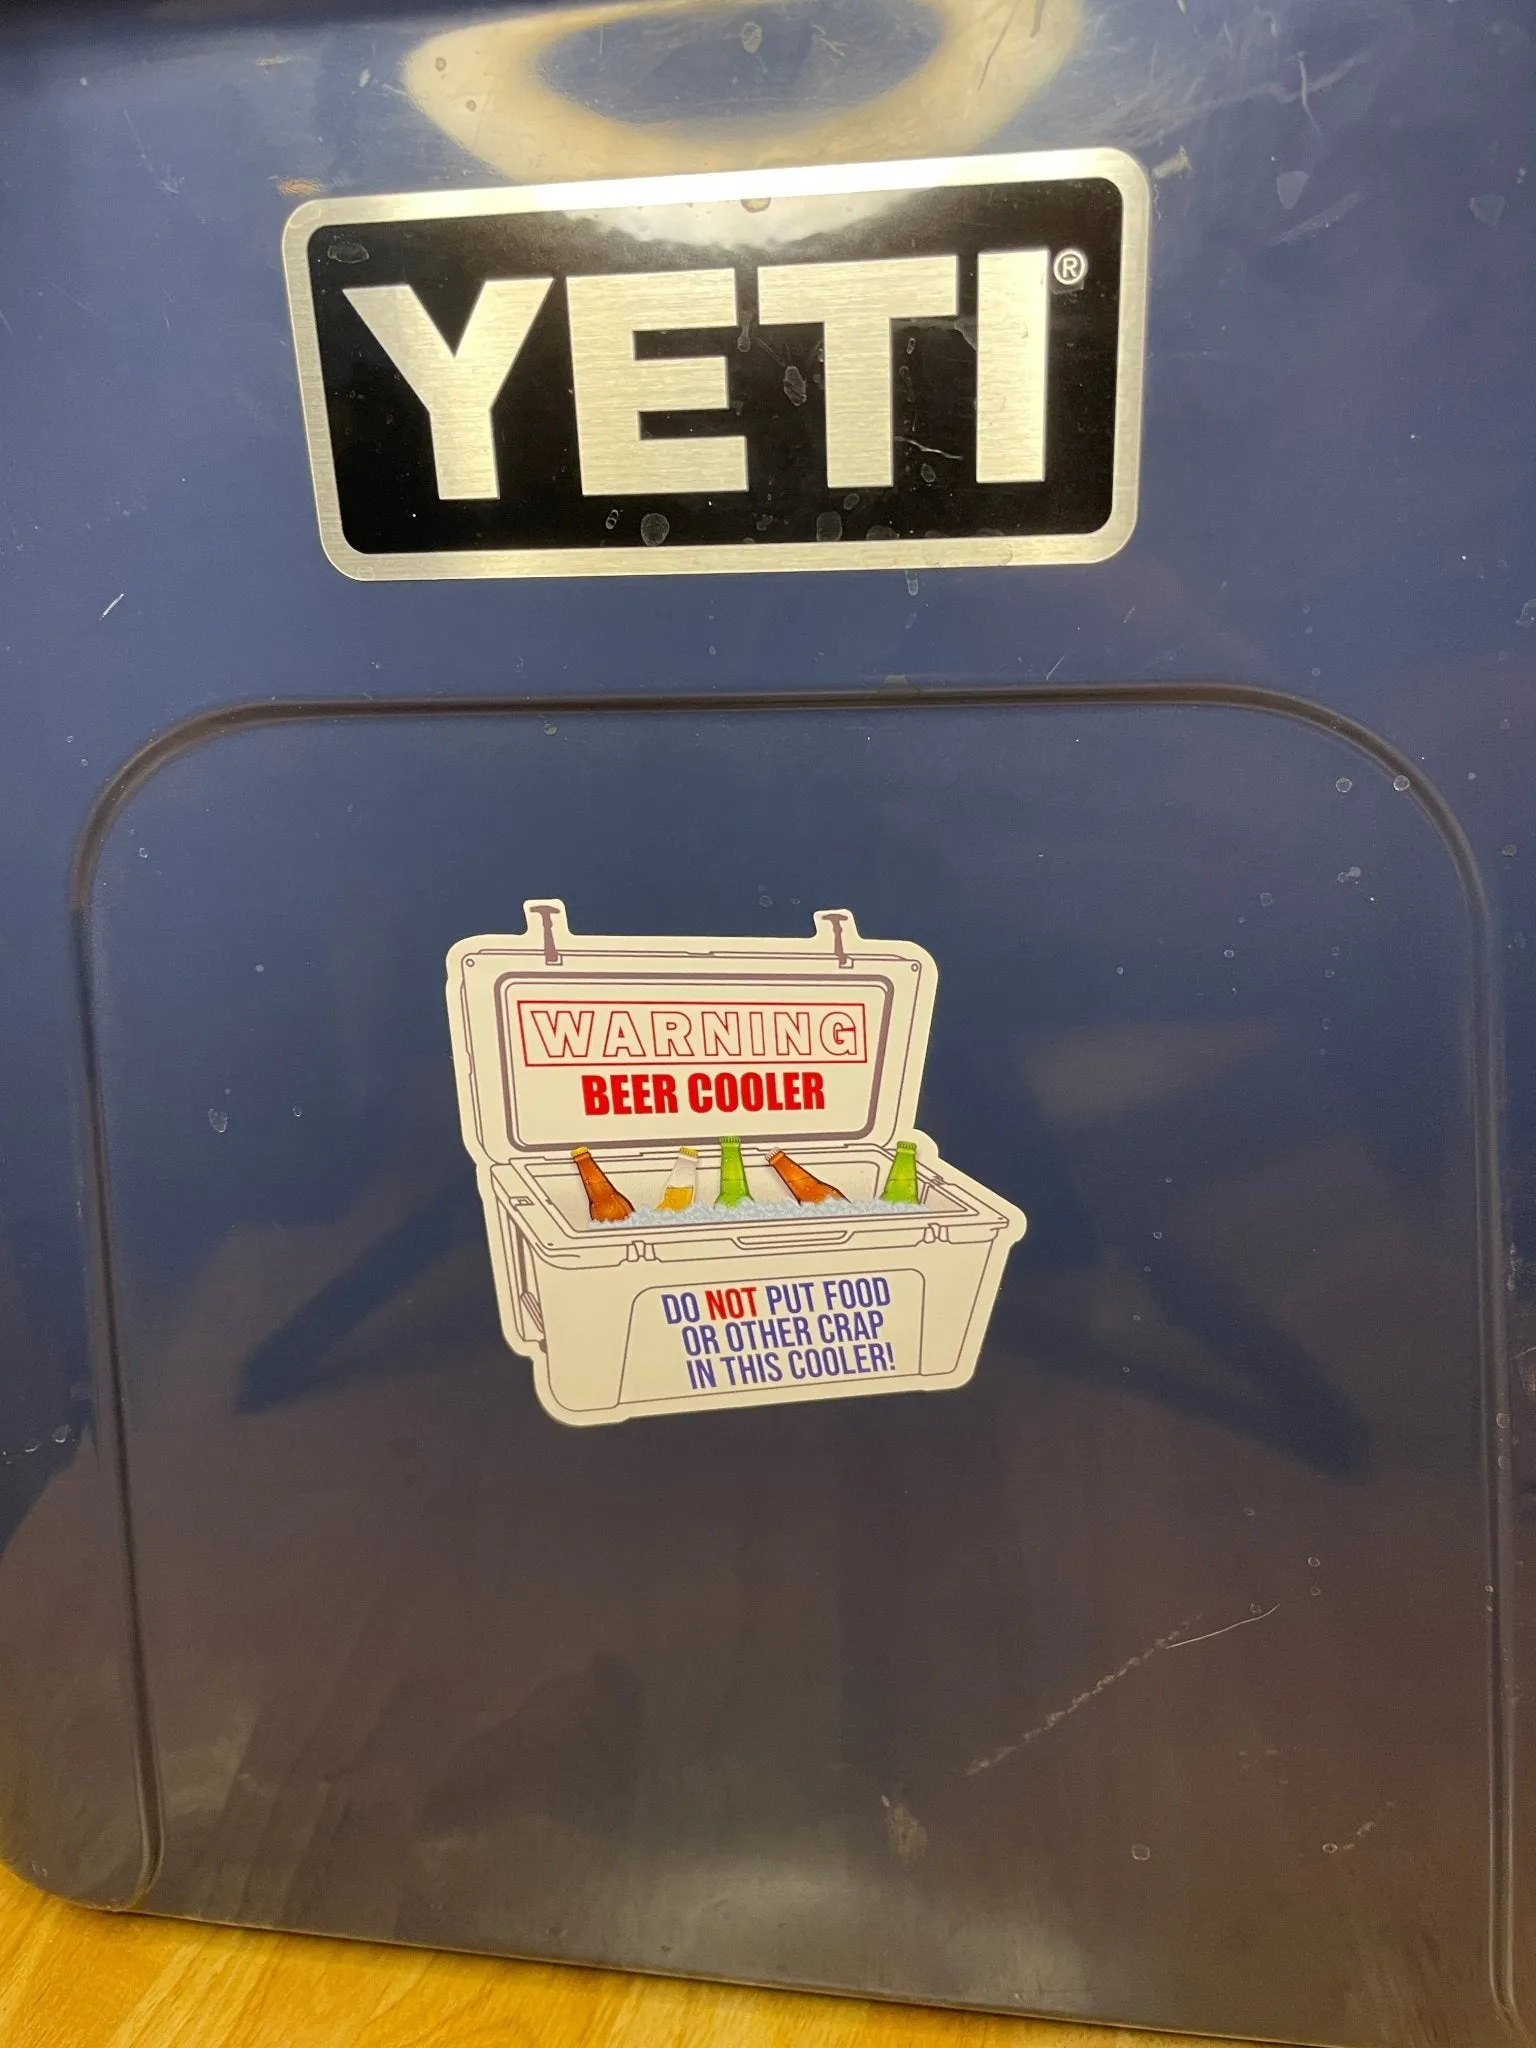 YETI®
WARNING
BEER COOLER
DO NOT PUT FOOD
OR OTHER CRAP
IN THIS COOLER!